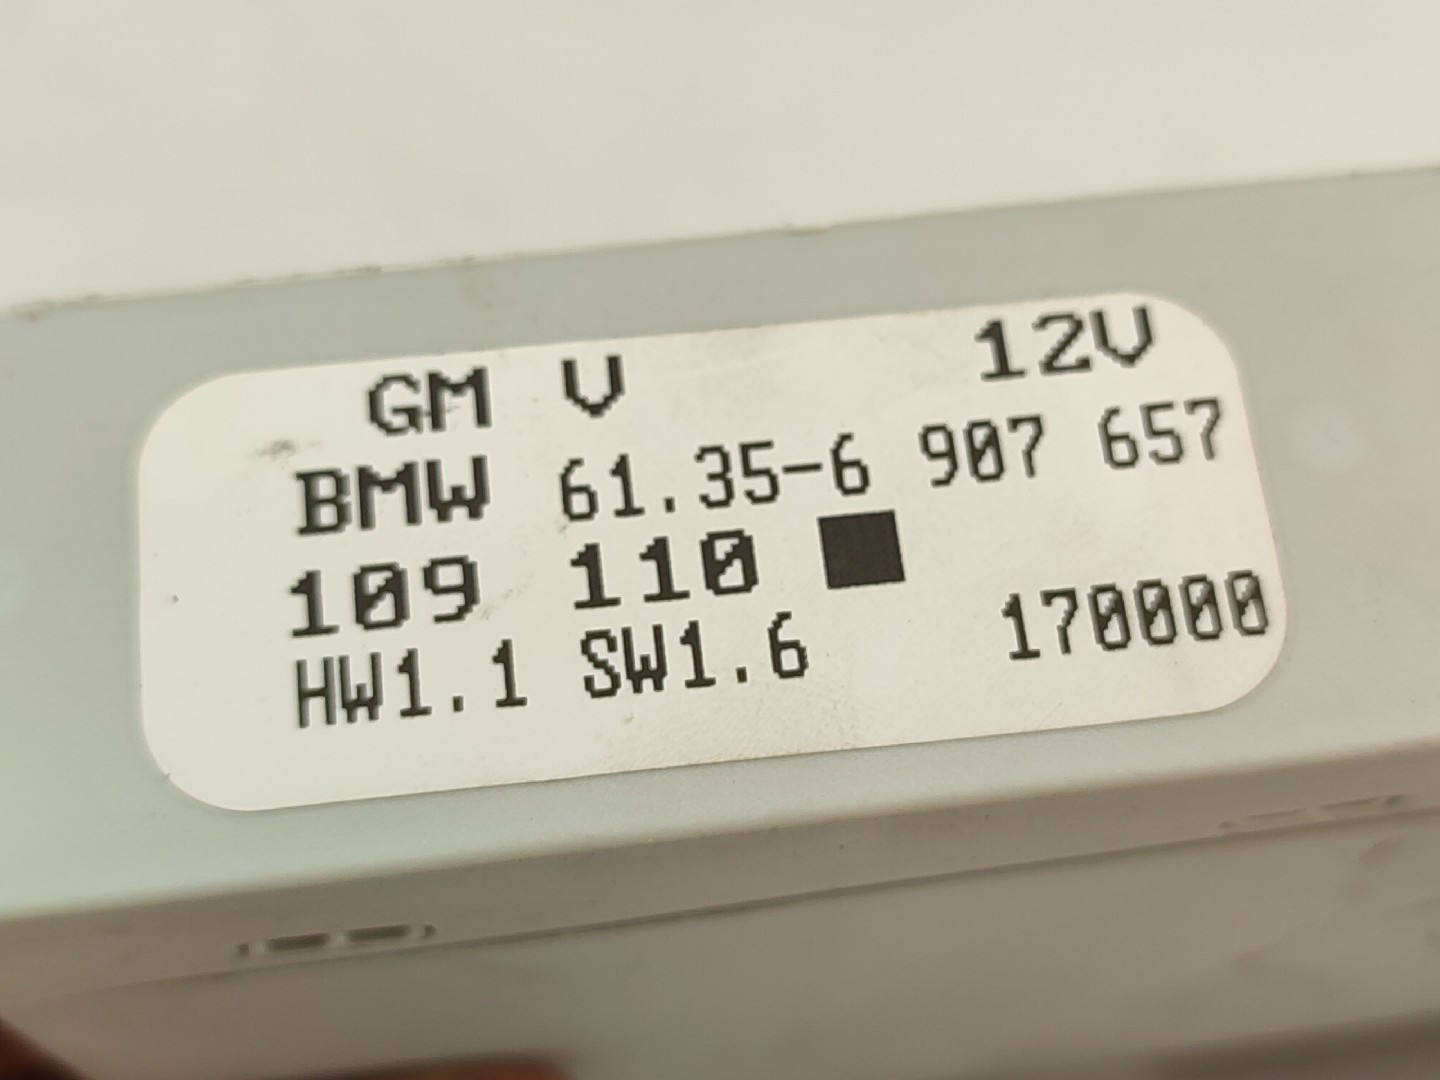 GM V 12V
BMW 61.35-6 907 657
109 110 ■
HW1.1 SW1.6 170000